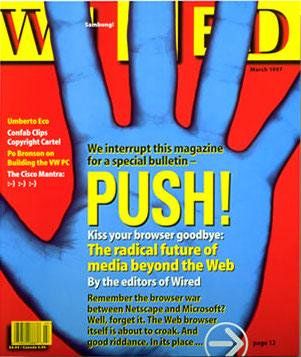 WIRED
Sambung!
March 1997
Umberto Eco
Confab Clips
Copyright Cartel
Po Bronson on
Building the VW PC
The Cisco Mantra:
:-) :-) :-)
We interrupt this magazine
for a special bulletin –
PUSH!
Kiss your browser goodbye:
The radical future of
media beyond the Web
By the editors of Wired
Remember the browser war
between Netscape and Microsoft?
Well, forget it. The Web browser
itself is about to croak. And
good riddance. In its place ...
page 12